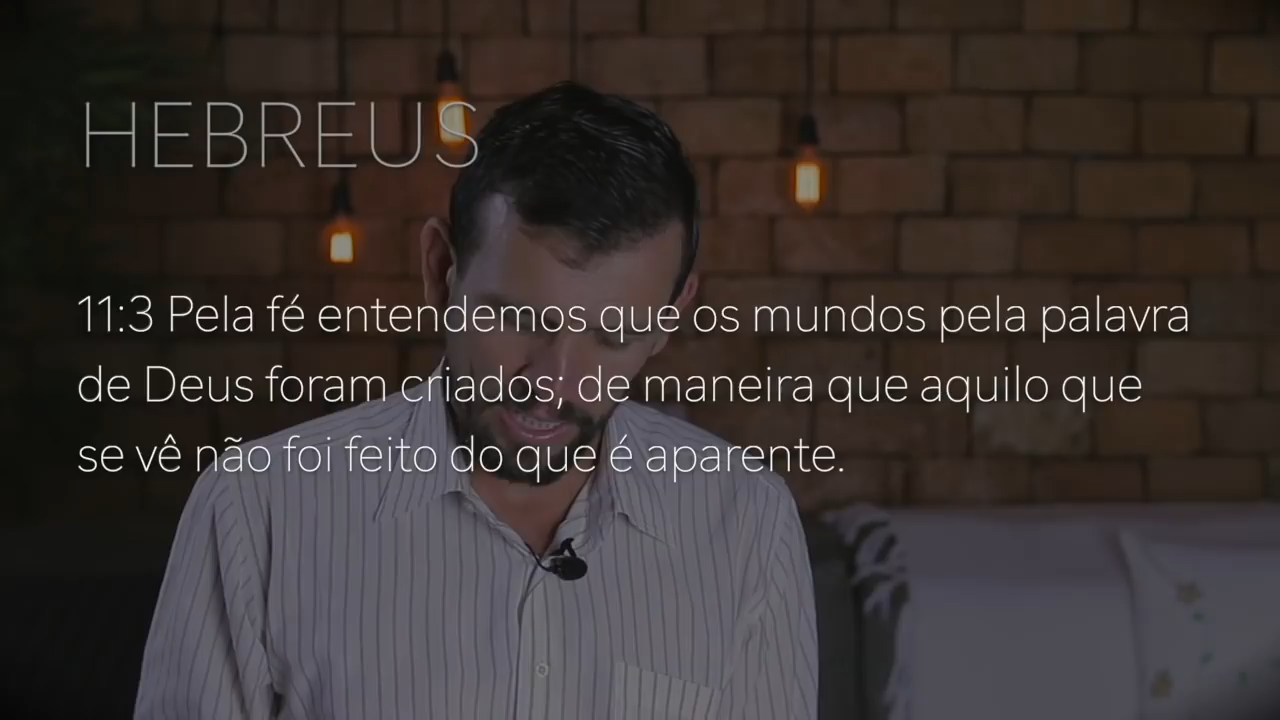 HEBREUS
11:3 Pela fé entendemos que os mundos pela palavra
de Deus foram criados; de maneira que aquilo que
se vê não foi feito do que é aparente.